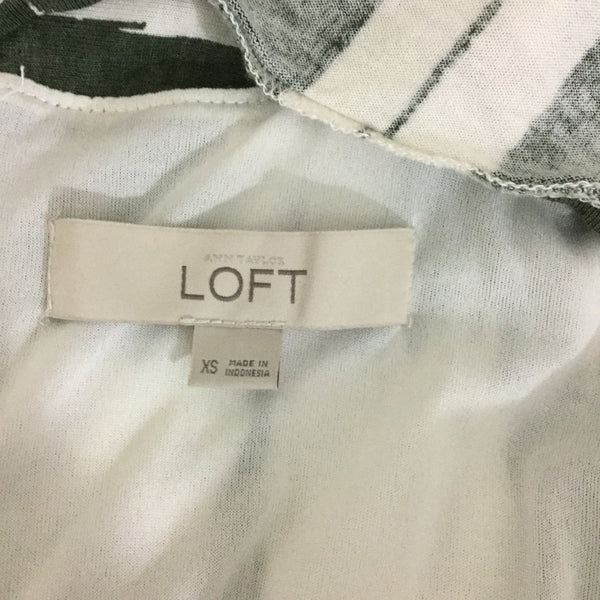 ANN TAYLOR
LOFT
XS
MADE IN
INDONESIA